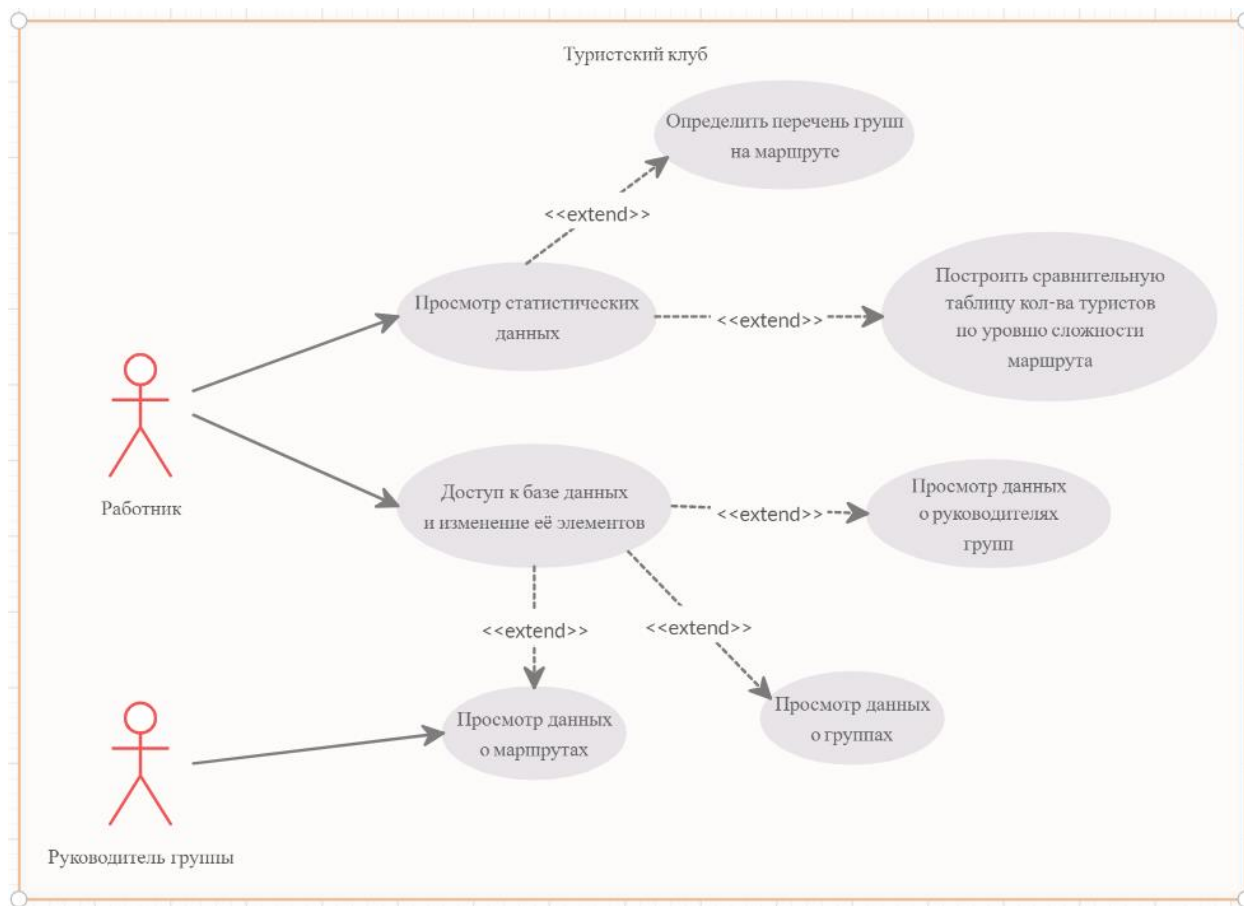 Туристский клуб
Определить перечень групп
на маршруте
<<extend>>
Просмотр статистических
данных
<<extend>>
Построить сравнительную
таблицу кол-ва туристов
по уровню сложности
маршрута
Работник
Доступ к базе данных
и изменение её элементов
<<extend>>
Просмотр данных
о руководителях
групп
<<extend>>
<<extend>>
Просмотр данных
о маршрутах
Просмотр данных
о группах
Руководитель группы